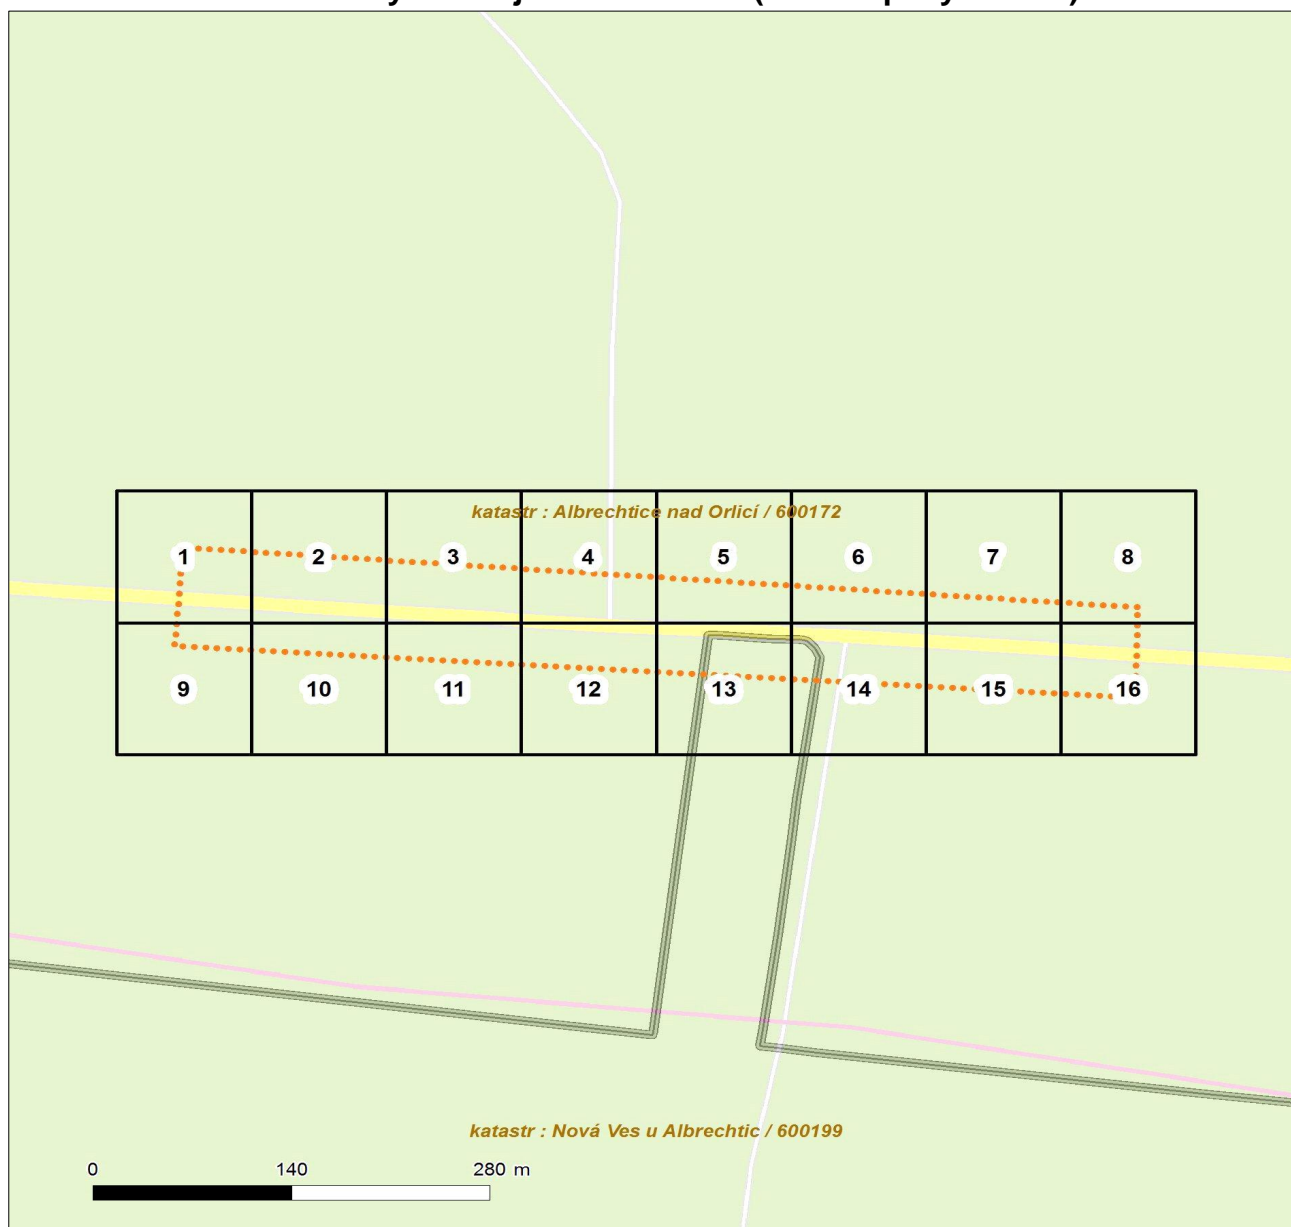 katastr : Albrechtice nad Orlicí / 600172
1 2 3 4 5 6 7 8
9 10 11 12 13 14 15 16
katastr : Nová Ves u Albrechtic / 600199
0 140 280 m